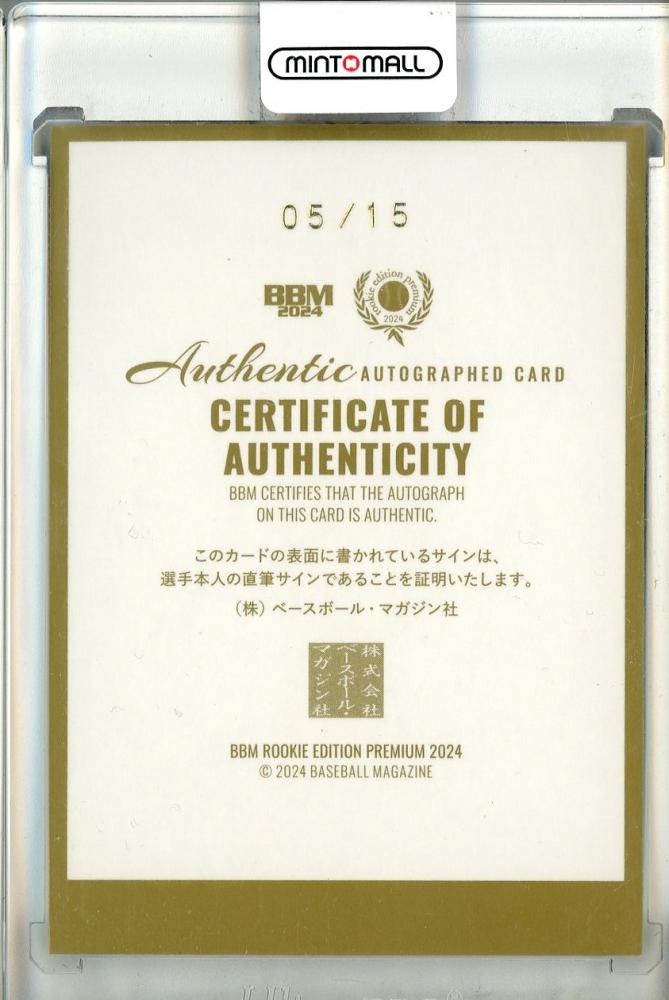 MINTOMALL
05/15
BBM
2024
rookie edition premium
2024
Authentic AUTOGRAPHED CARD
CERTIFICATE OF
AUTHENTICITY
BBM CERTIFIES THAT THE AUTOGRAPH
ON THIS CARD IS AUTHENTIC.
このカードの表面に書かれているサインは、
選手本人の直筆サインであることを証明いたします。
（株）ベースボール・マガジン社
株式会社
ベースボール・
マガジン社
BBM ROOKIE EDITION PREMIUM 2024
© 2024 BASEBALL MAGAZINE